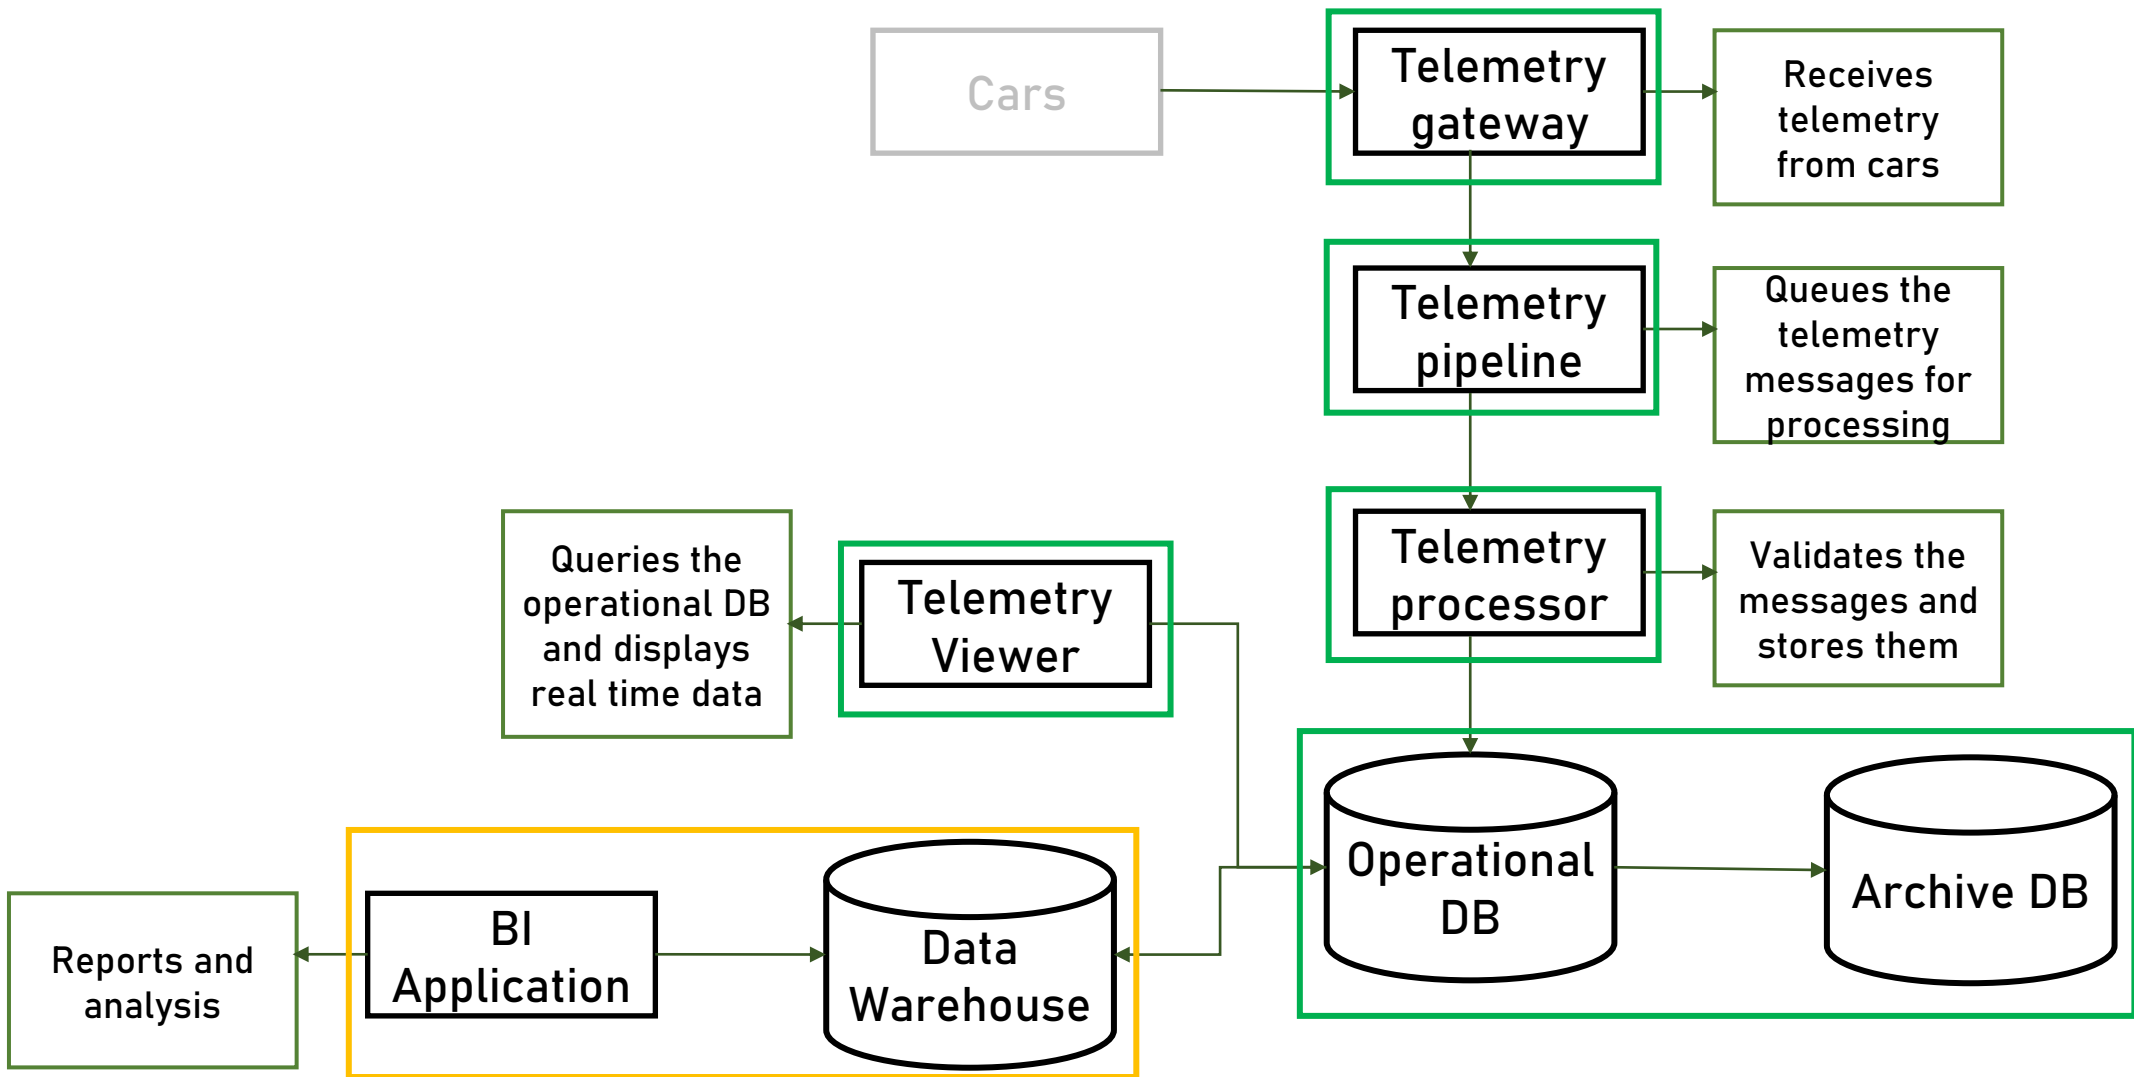 Cars
Telemetry
gateway
Receives
telemetry
from cars
Telemetry
pipeline
Queues the
telemetry
messages for
processing
Queries the
operational DB
and displays
real time data
Telemetry
Viewer
Telemetry
processor
Validates the
messages and
stores them
Reports and
analysis
BI
Application
Data
Warehouse
Operational
DB
Archive DB